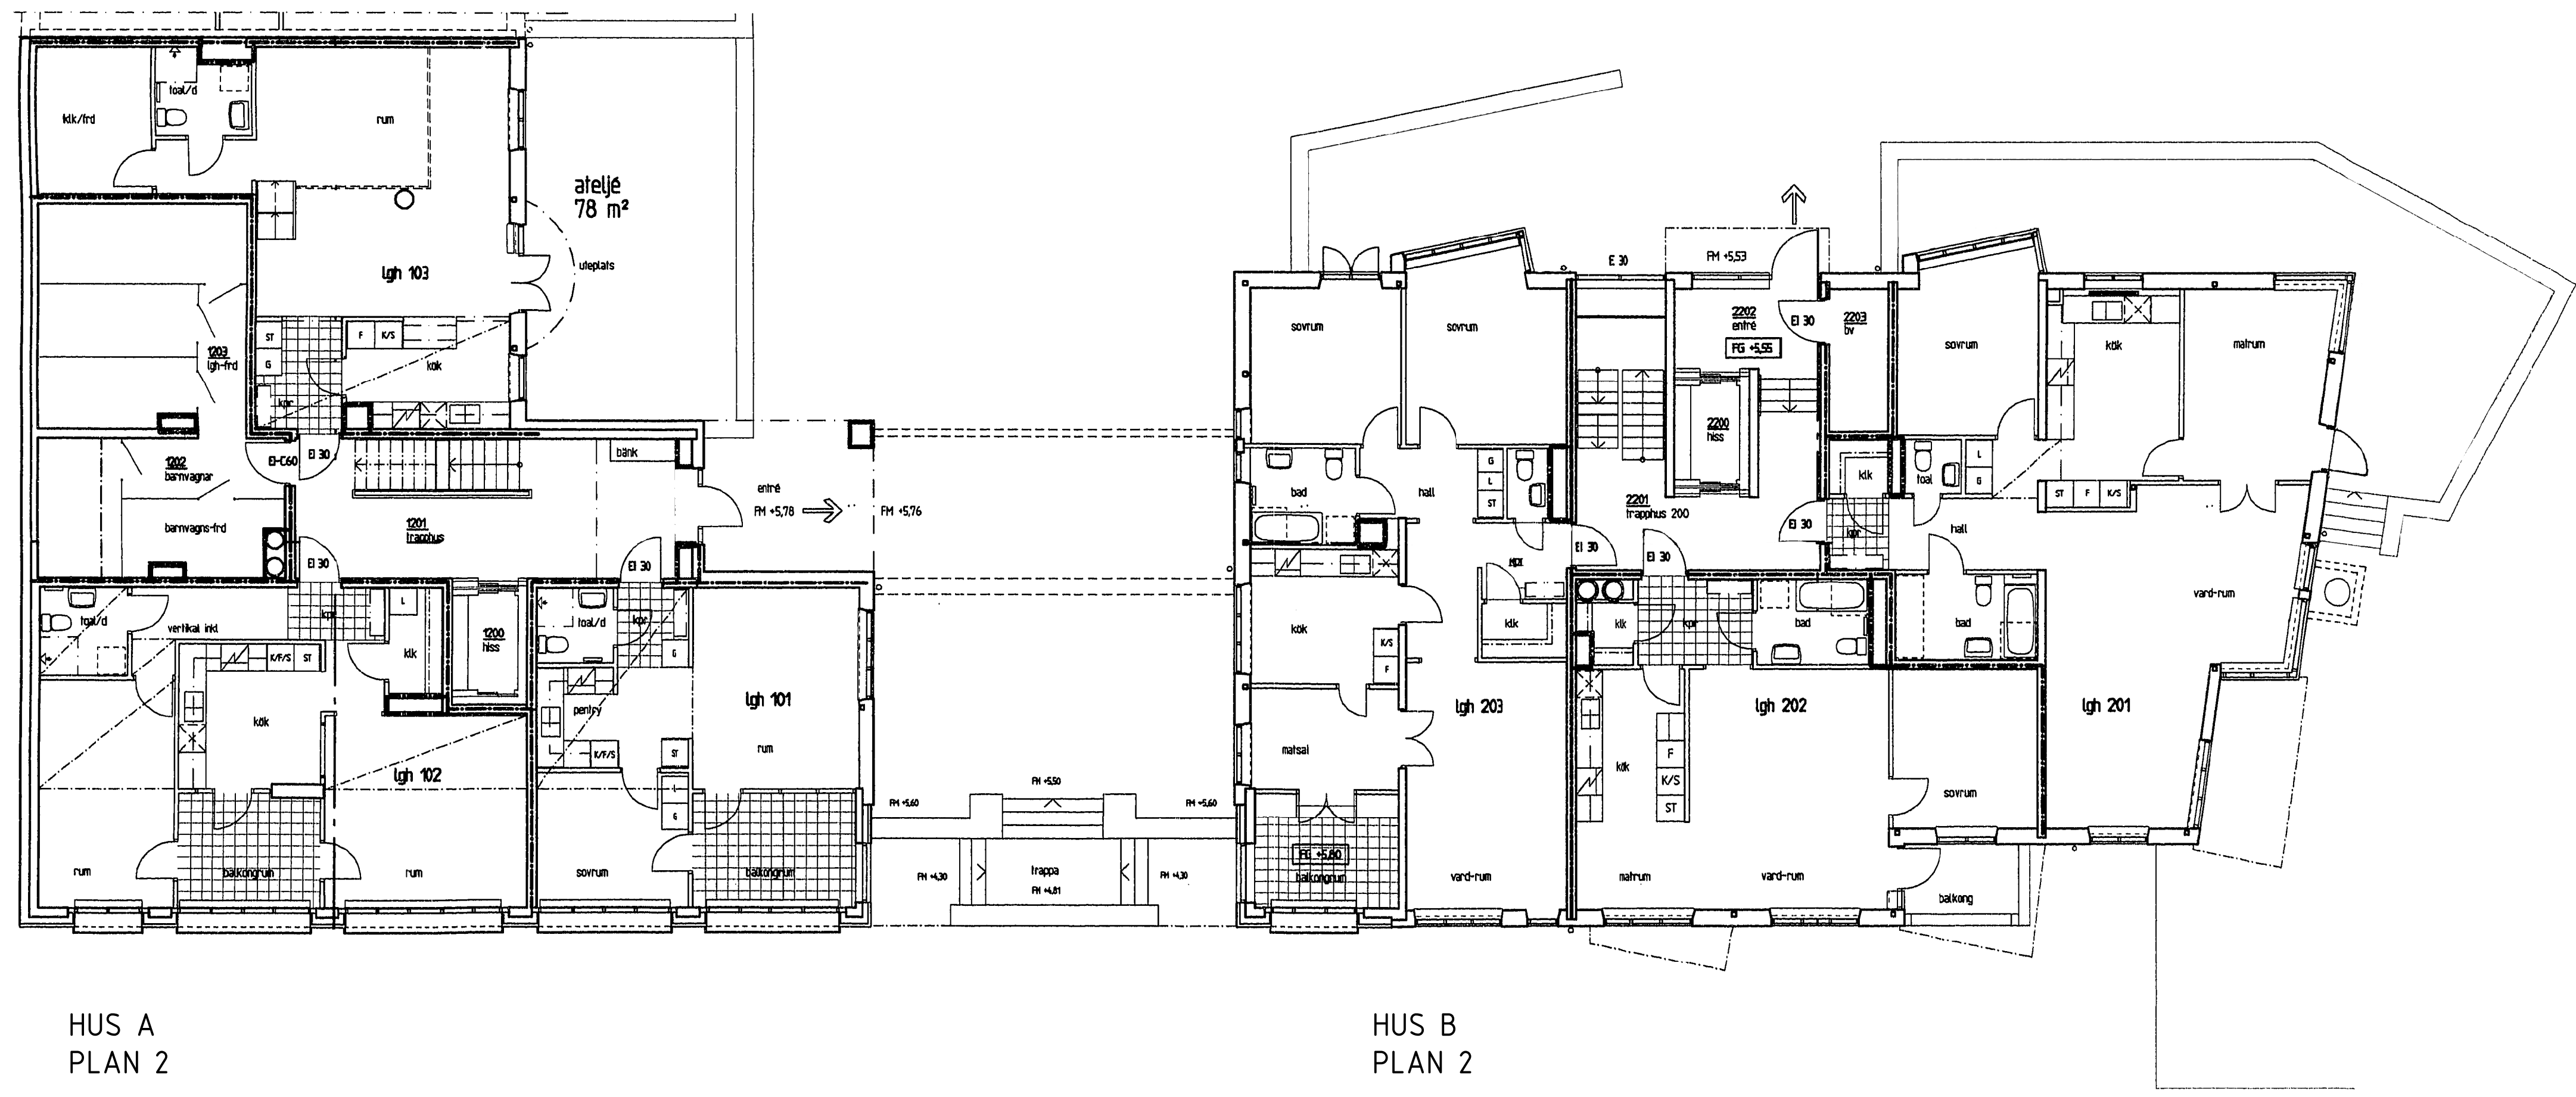 klk/frd
toal/d
rum
ateljé
78 m²
uteplats
lgh 103
ST
G
F
K/S
kök
kpr
1203
lgh-frd
1202
barnvagnar
EI-C60
EI 30
bänk
barnvagns-frd
1201
trapphus
entré
FM +5,78
FM +5,76
EI 30
EI 30
toal/d
vertikal inkl
kpr
L
klk
1200
hiss
toal/d
kpr
G
K/F/S
ST
kök
pentry
K/F/S
ST
lgh 101
rum
lgh 102
L
G
rum
balkongrum
rum
sovrum
balkongrum
FM +5,60
FM +5,50
FM +5,60
FM +4,30
trappa
FM +4,81
FM +4,30
E 30
FM +5,53
sovrum
sovrum
2202
entré
FG +5,55
EI 30
2203
bv
sovrum
kök
matrum
2200
hiss
bad
hall
G
L
ST
2201
trapphus 200
EI 30
EI 30
EI 30
klk
toal
L
G
ST
F
K/S
kpr
hall
kök
K/S
F
kpr
klk
klk
kpr
bad
bad
vard-rum
lgh 203
lgh 202
lgh 201
matsal
kök
F
K/S
ST
sovrum
FG +5,80
balkongrum
vard-rum
matrum
vard-rum
balkong
HUS A
PLAN 2
HUS B
PLAN 2